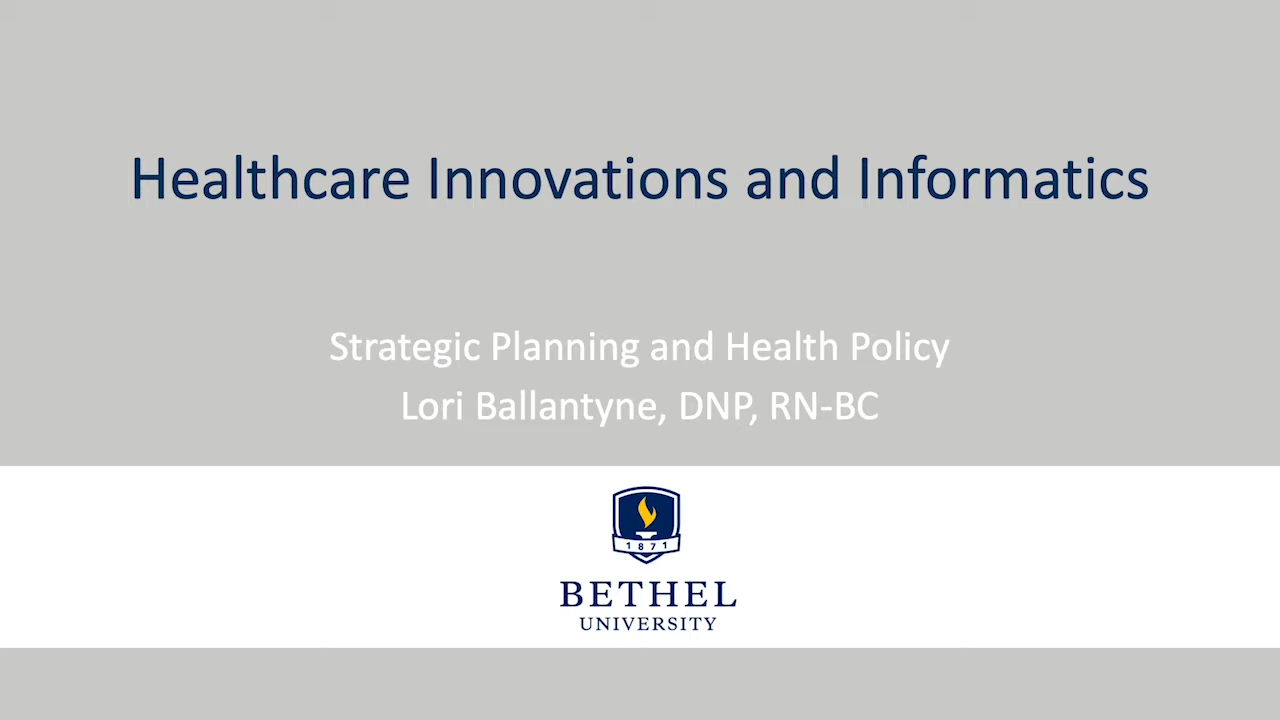 Healthcare Innovations and Informatics
Strategic Planning and Health Policy
Lori Ballantyne, DNP, RN-BC
1871
BETHEL
UNIVERSITY